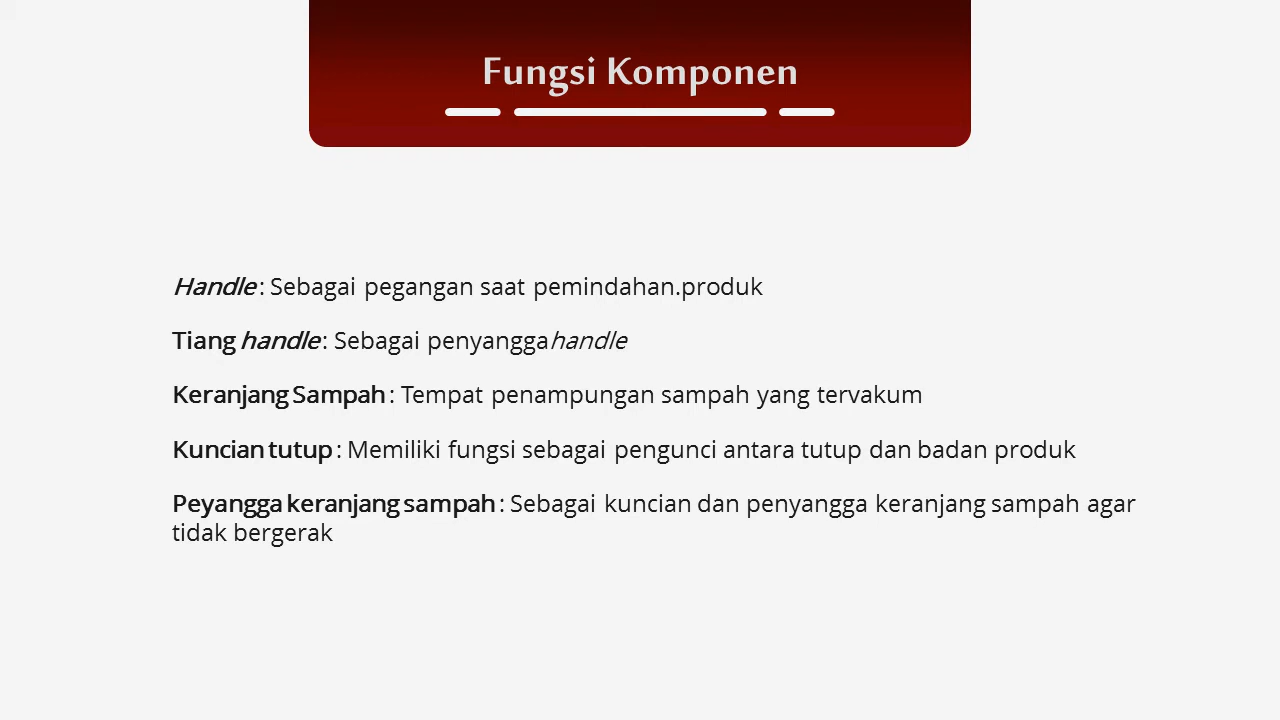 Fungsi Komponen
Handle : Sebagai pegangan saat pemindahan.produk
Tiang handle : Sebagai penyangga handle
Keranjang Sampah : Tempat penampungan sampah yang tervakum
Kuncian tutup : Memiliki fungsi sebagai pengunci antara tutup dan badan produk
Peyangga keranjang sampah : Sebagai kuncian dan penyangga keranjang sampah agar
tidak bergerak